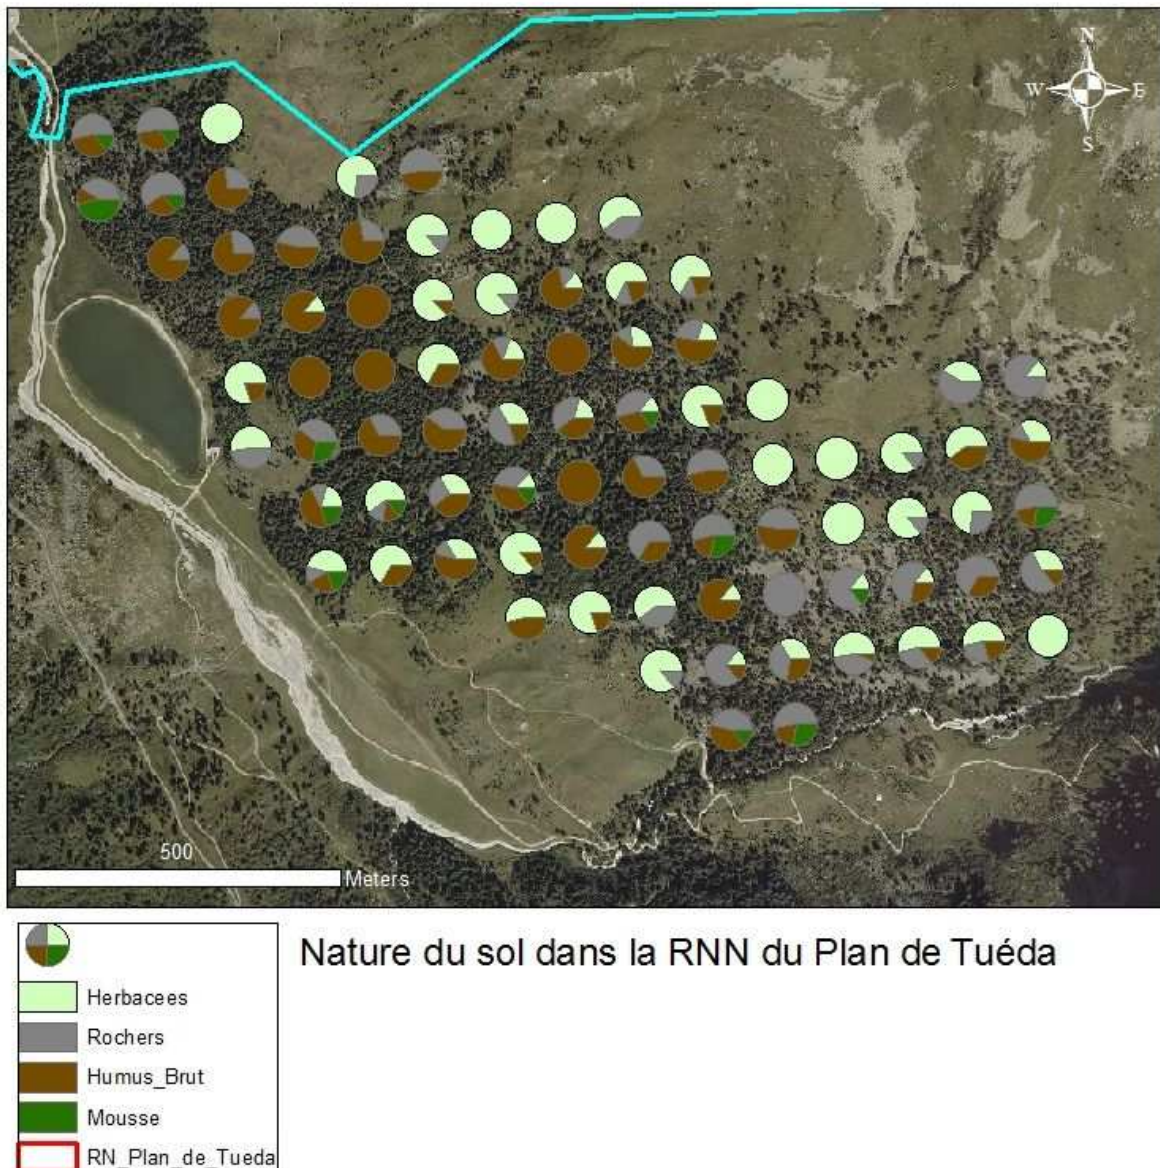 N
W E
S
500
Meters
Nature du sol dans la RNN du Plan de Tuéda
Herbacees
Rochers
Humus_Brut
Mousse
RN_Plan_de_Tueda